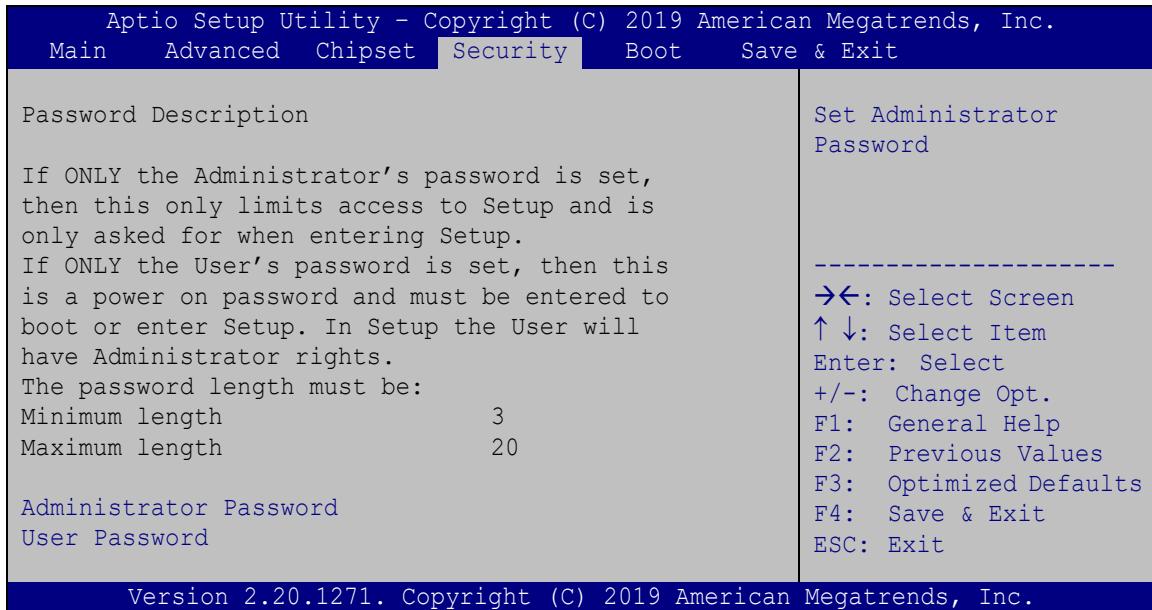 Aptio Setup Utility – Copyright (C) 2019 American Megatrends, Inc.
Main Advanced Chipset Security Boot Save & Exit
Password Description
If ONLY the Administrator’s password is set,
then this only limits access to Setup and is
only asked for when entering Setup.
If ONLY the User’s password is set, then this
is a power on password and must be entered to
boot or enter Setup. In Setup the User will
have Administrator rights.
The password length must be:
Minimum length 3
Maximum length 20
Administrator Password
User Password
Set Administrator
Password
---------------------
→←: Select Screen
↑ ↓: Select Item
Enter: Select
+/-: Change Opt.
F1: General Help
F2: Previous Values
F3: Optimized Defaults
F4: Save & Exit
ESC: Exit
Version 2.20.1271. Copyright (C) 2019 American Megatrends, Inc.